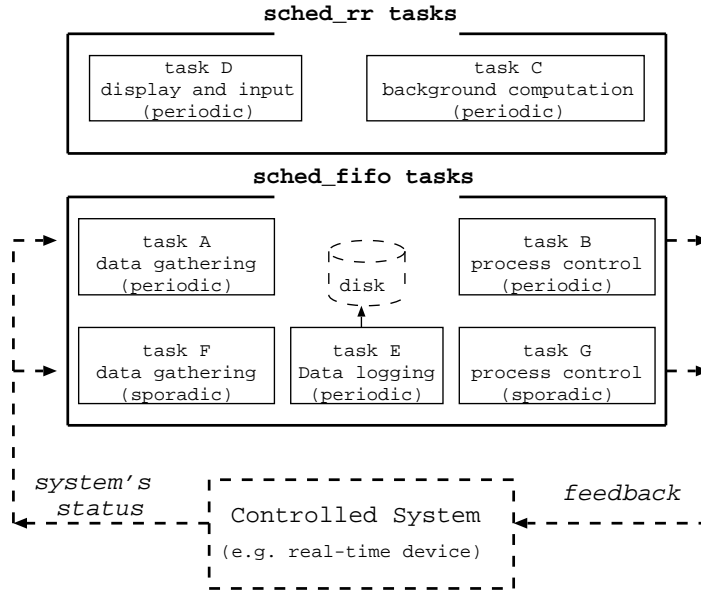 sched_rr tasks
task D
display and input
(periodic)
task C
background computation
(periodic)
sched_fifo tasks
task A
data gathering
(periodic)
disk
task B
process control
(periodic)
task F
data gathering
(sporadic)
task E
Data logging
(periodic)
task G
process control
(sporadic)
system's
status
Controlled System
(e.g. real-time device)
feedback